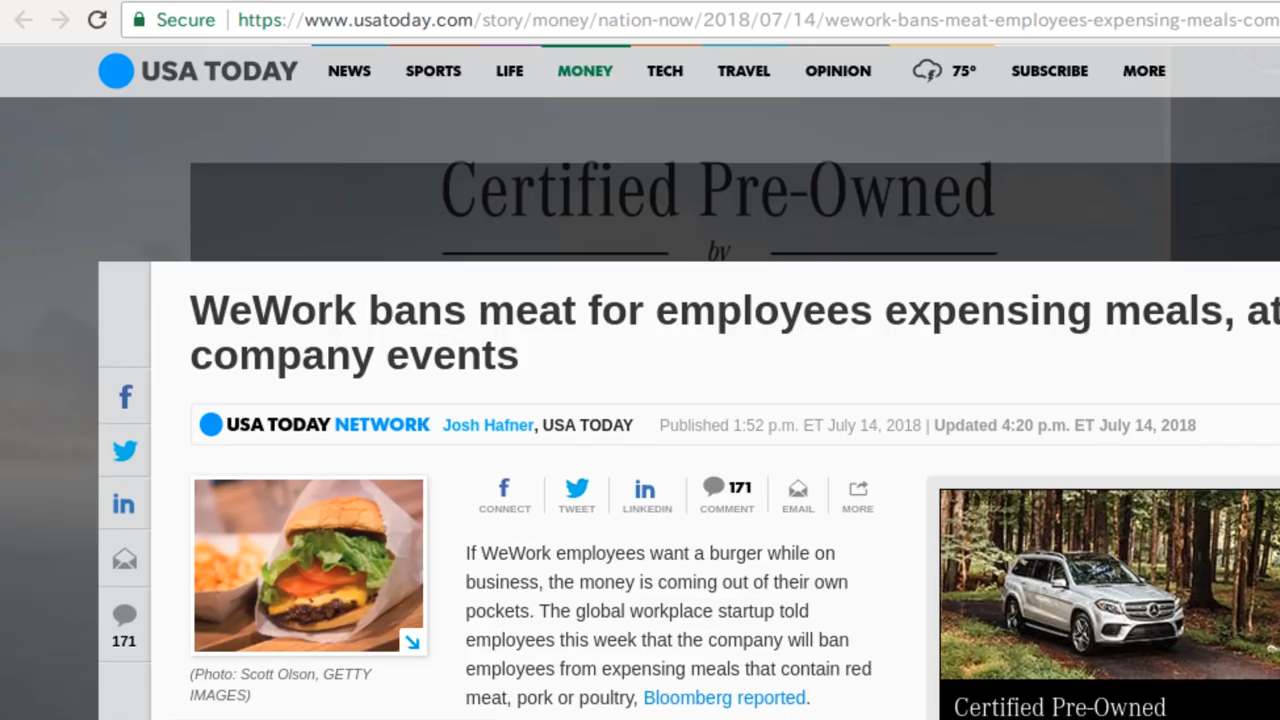 Secure https://www.usatoday.com/story/money/nation-now/2018/07/14/wework-bans-meat-employees-expensing-meals-com
USA TODAY NEWS SPORTS LIFE MONEY TECH TRAVEL OPINION 75° SUBSCRIBE MORE
Certified Pre-Owned
by
WeWork bans meat for employees expensing meals, at
company events
USA TODAY NETWORK Josh Hafner, USA TODAY Published 1:52 p.m. ET July 14, 2018 | Updated 4:20 p.m. ET July 14, 2018
171
CONNECT TWEET LINKEDIN COMMENT EMAIL MORE
If WeWork employees want a burger while on
business, the money is coming out of their own
pockets. The global workplace startup told
employees this week that the company will ban
employees from expensing meals that contain red
meat, pork or poultry, Bloomberg reported.
171
(Photo: Scott Olson, GETTY
IMAGES)
Certified Pre-Owned